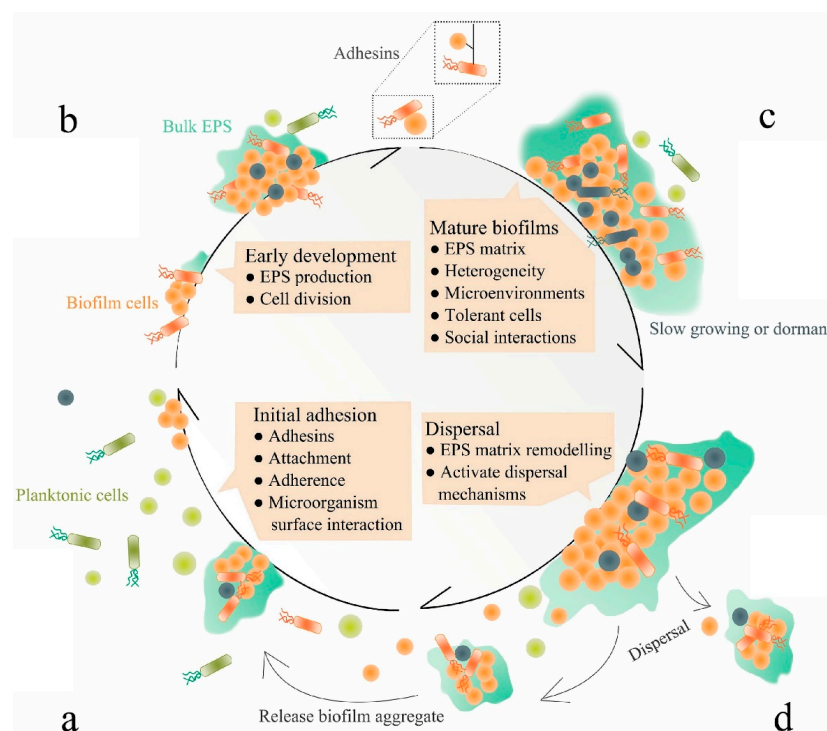 Adhesins
b
Bulk EPS
c
Early development
● EPS production
● Cell division
Mature biofilms
● EPS matrix
● Heterogeneity
● Microenvironments
● Tolerant cells
● Social interactions
Biofilm cells
Slow growing or dorman
Initial adhesion
● Adhesins
● Attachment
● Adherence
● Microorganism
surface interaction
Dispersal
● EPS matrix remodelling
● Activate dispersal
mechanisms
Planktonic cells
Dispersal
Release biofilm aggregate
a
d